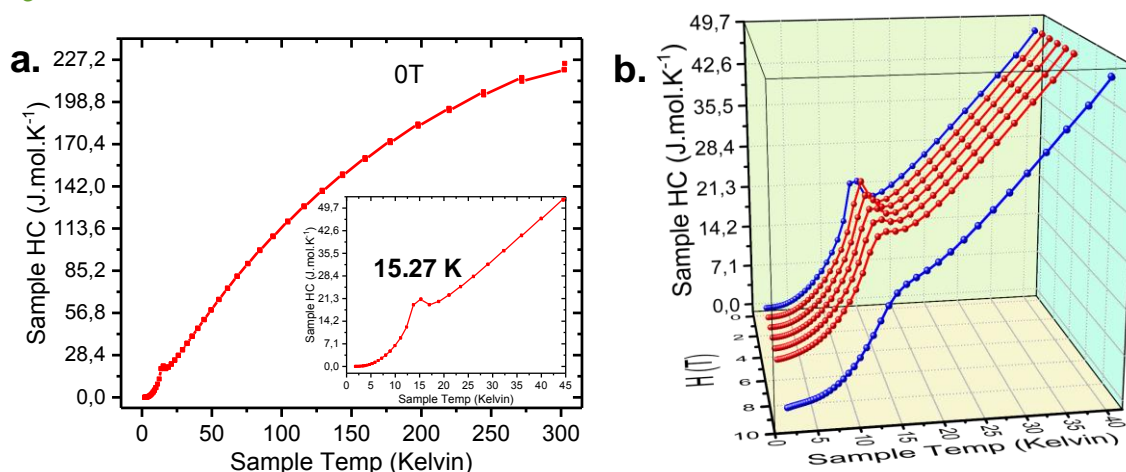 a.
0T
227,2
198,8
170,4
142,0
113,6
85,2
56,8
28,4
0,0
Sample HC (J.mol.K⁻¹)
0 50 100 150 200 250 300
Sample Temp (Kelvin)
15.27 K
49,7
42,6
35,5
28,4
21,3
14,2
7,1
0,0
Sample HC (J.mol.K⁻¹)
0 5 10 15 20 25 30 35 40 45
Sample Temp (Kelvin)
b.
49,7
42,6
35,5
28,4
21,3
14,2
7,1
0,0
Sample HC (J.mol.K⁻¹)
0
2
4
6
8
10
H (T)
0 5 10 15 20 25 30 35 40
Sample Temp (Kelvin)